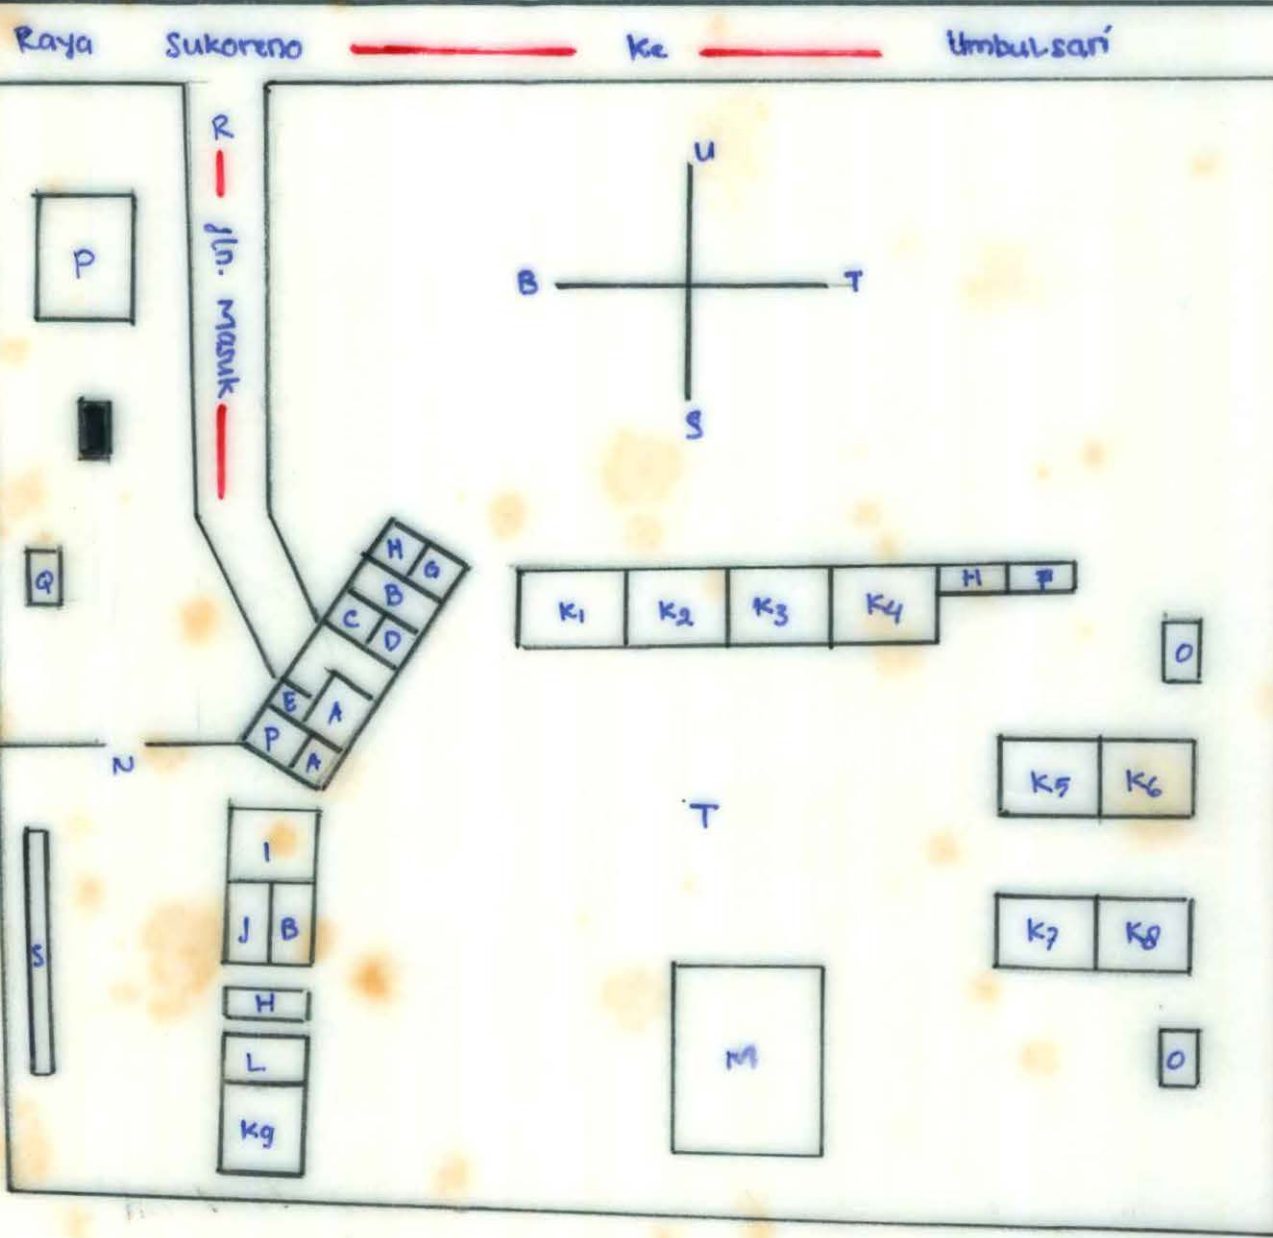 Raya Sukoreno Ke Umbulsari
R
Jln. Masuk
U
B T
S
P
Q
H G
B
C D
E A
P A
K1 K2 K3 K4 H
O
N
K5 K6
T
I
J B
K7 K8
S
H
L
M
O
K9